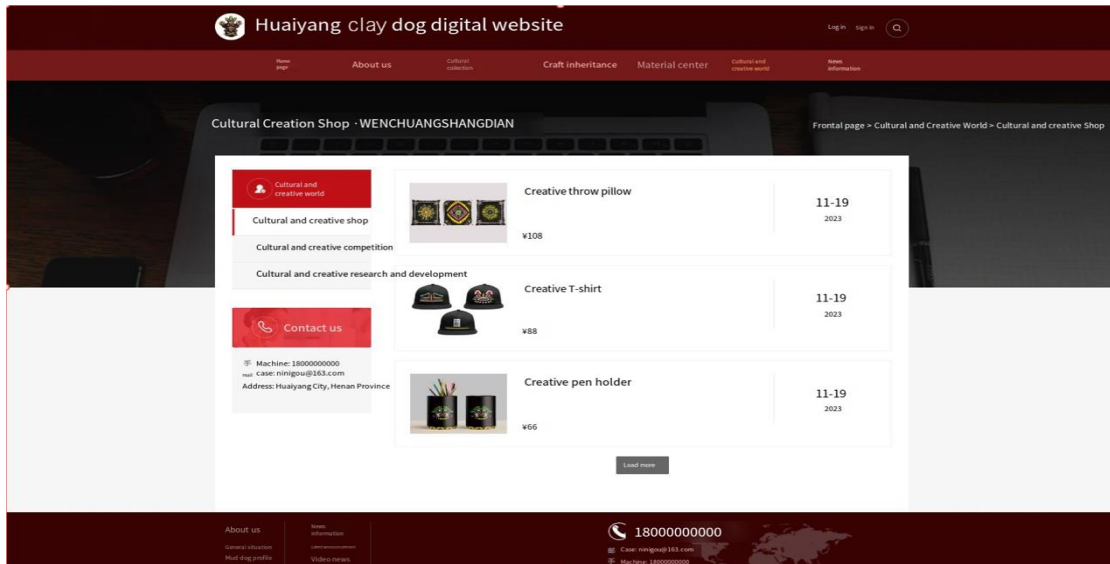 Huaiyang clay dog digital website
Log in Sign in
Home page
About us
Cultural collection
Craft inheritance
Material center
Cultural and creative world
News information
Cultural Creation Shop ·WENCHUANGSHANGDIAN
Frontal page > Cultural and Creative World > Cultural and creative Shop
Cultural and
creative world
Cultural and creative shop
Cultural and creative competition
Cultural and creative research and development
Contact us
Machine: 18000000000
mail case: ninigou@163.com
Address: Huaiyang City, Henan Province
Creative throw pillow
¥108
11-19
2023
Creative T-shirt
¥88
11-19
2023
Creative pen holder
¥66
11-19
2023
Load more
About us
General situation
Mud dog profile
News
information
Video news
18000000000
Case: ninigou@163.com
Machine: 18000000000